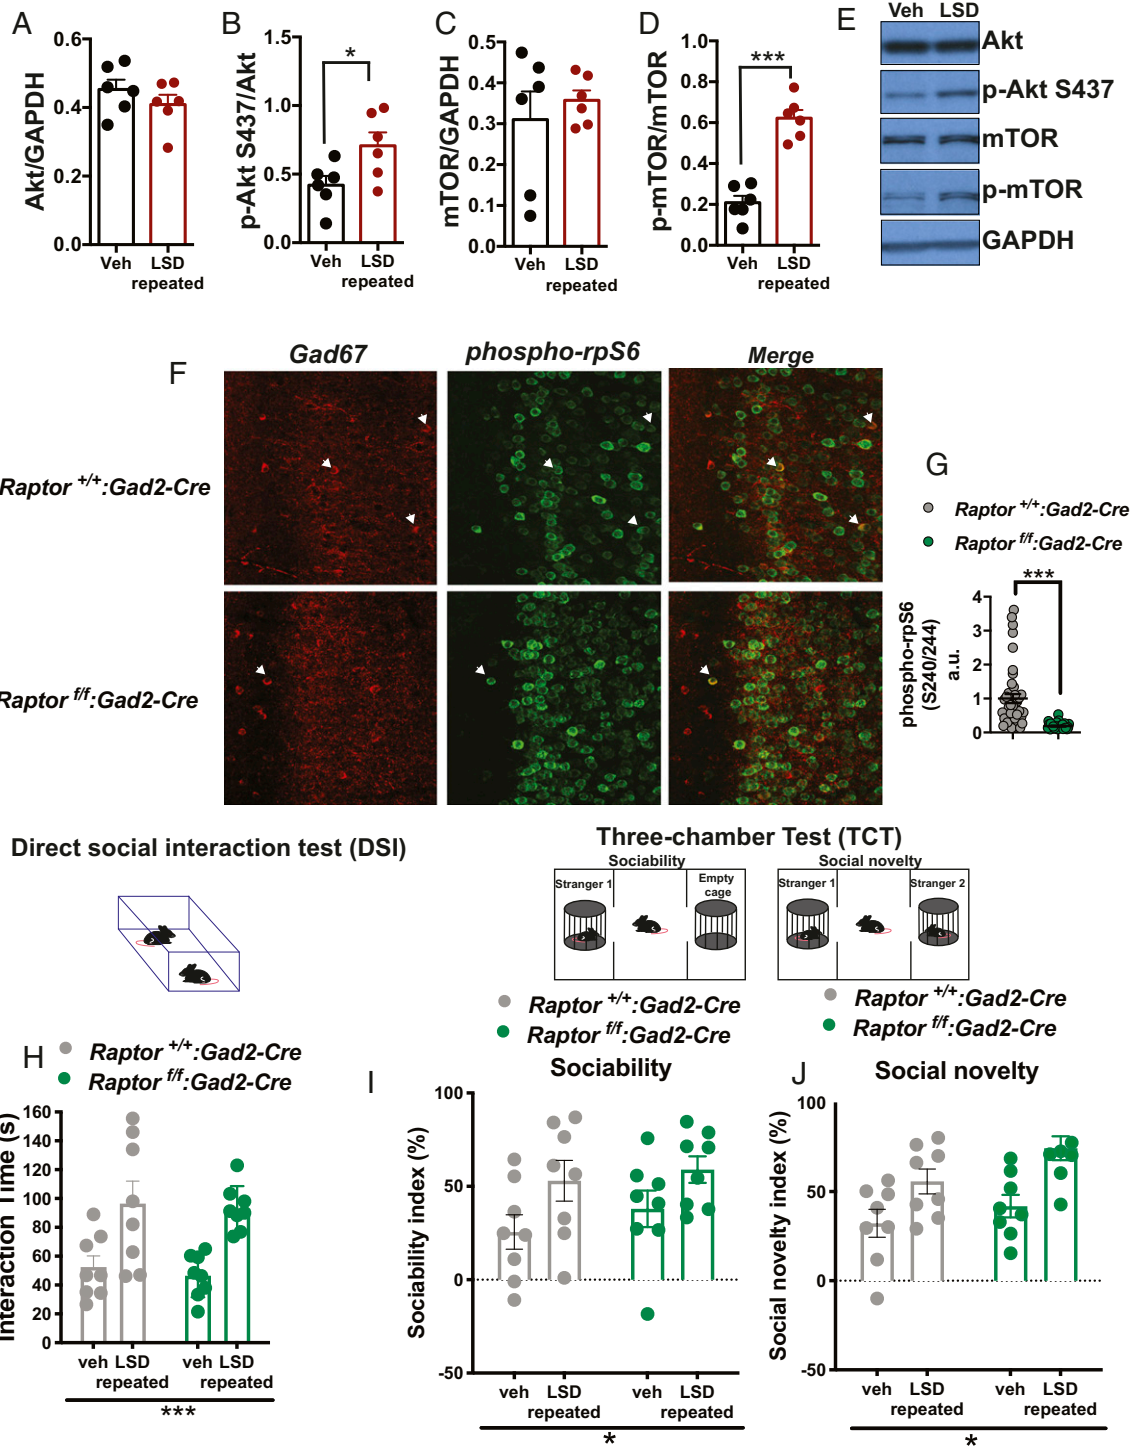 A
B
C
D
E
Akt/GAPDH
0.6
0.4
0.2
0.0
Veh
LSD
repeated
p-Akt S437/Akt
1.5
1.0
0.5
0.0
*
Veh
LSD
repeated
mTOR/GAPDH
0.5
0.4
0.3
0.2
0.1
0.0
Veh
LSD
repeated
p-mTOR/mTOR
1.0
0.8
0.6
0.4
0.2
0.0
***
Veh
LSD
repeated
Veh LSD
Akt
p-Akt S437
mTOR
p-mTOR
GAPDH
F
Gad67
phospho-rpS6
Merge
Raptor +/+:Gad2-Cre
Raptor f/f:Gad2-Cre
G
Raptor +/+:Gad2-Cre
Raptor f/f:Gad2-Cre
***
phospho-rpS6
(S240/244)
a.u.
4
3
2
1
0
Direct social interaction test (DSI)
Three-chamber Test (TCT)
Sociability
Stranger 1
Empty
cage
Social novelty
Stranger 1
Stranger 2
H
Raptor +/+:Gad2-Cre
Raptor f/f:Gad2-Cre
Interaction Time (s)
160
140
120
100
80
60
40
20
0
veh LSD
repeated
veh LSD
repeated
***
I
Raptor +/+:Gad2-Cre
Raptor f/f:Gad2-Cre
Sociability
Sociability index (%)
100
50
0
-50
veh LSD
repeated
veh LSD
repeated
*
J
Raptor +/+:Gad2-Cre
Raptor f/f:Gad2-Cre
Social novelty
Social novelty index (%)
100
50
0
-50
veh LSD
repeated
veh LSD
repeated
*